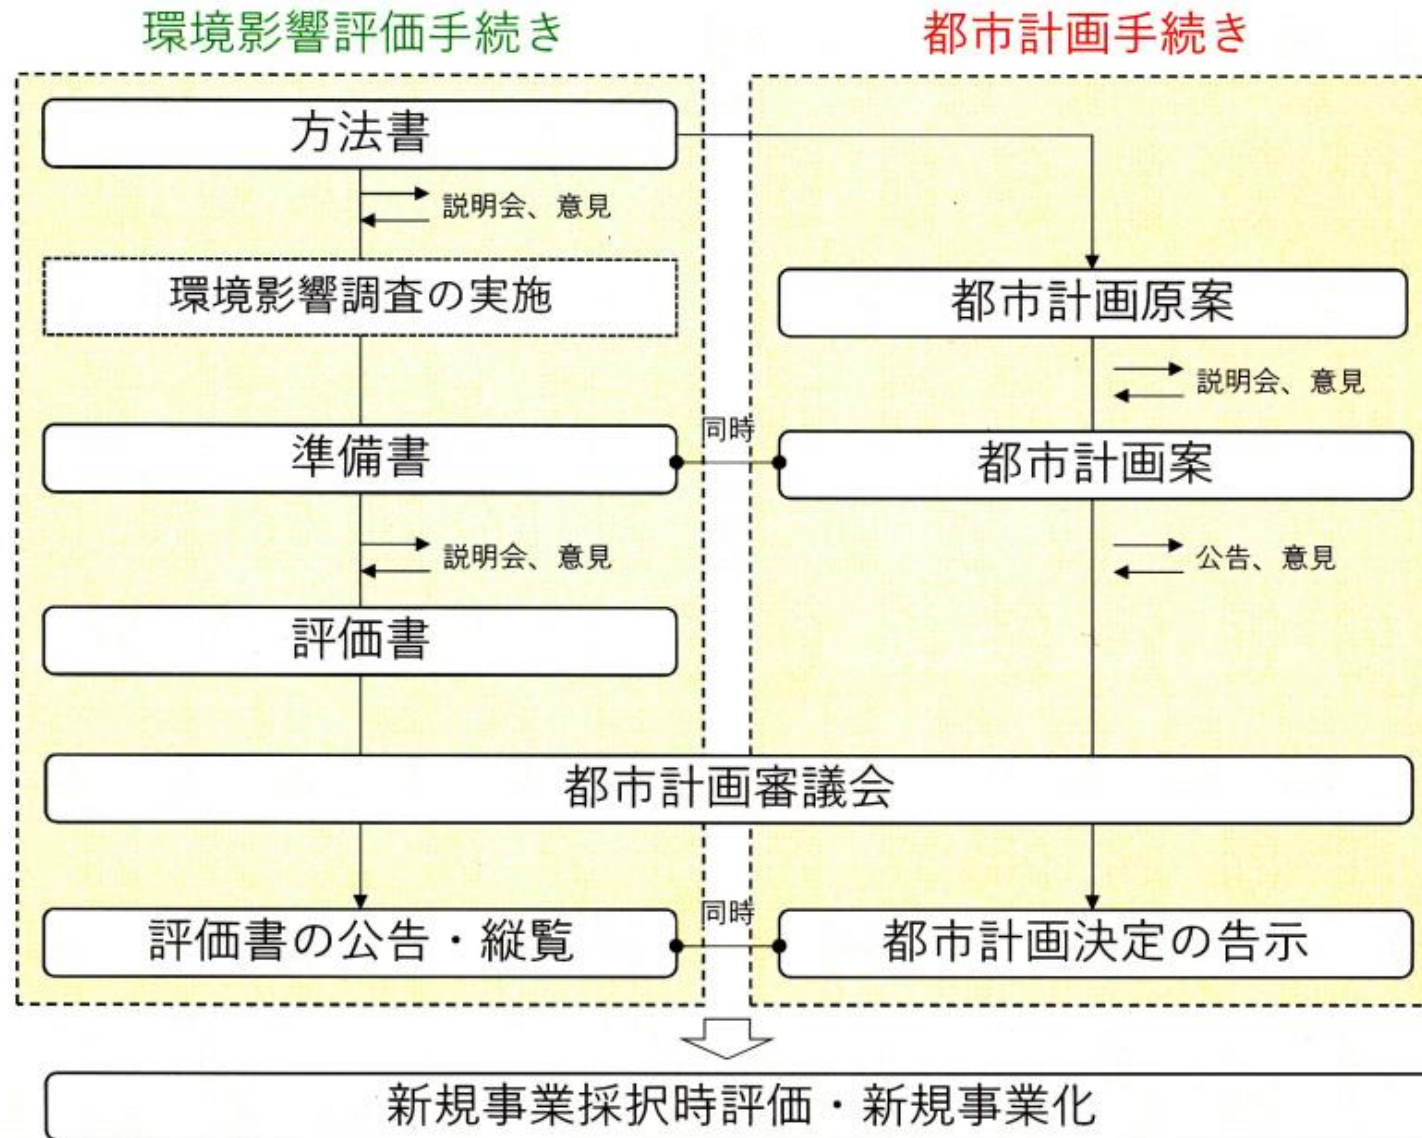 環境影響評価手続き
都市計画手続き
方法書
説明会、意見
環境影響調査の実施
都市計画原案
説明会、意見
準備書
同時
都市計画案
説明会、意見
公告、意見
評価書
都市計画審議会
評価書の公告・縦覧
同時
都市計画決定の告示
新規事業採択時評価・新規事業化